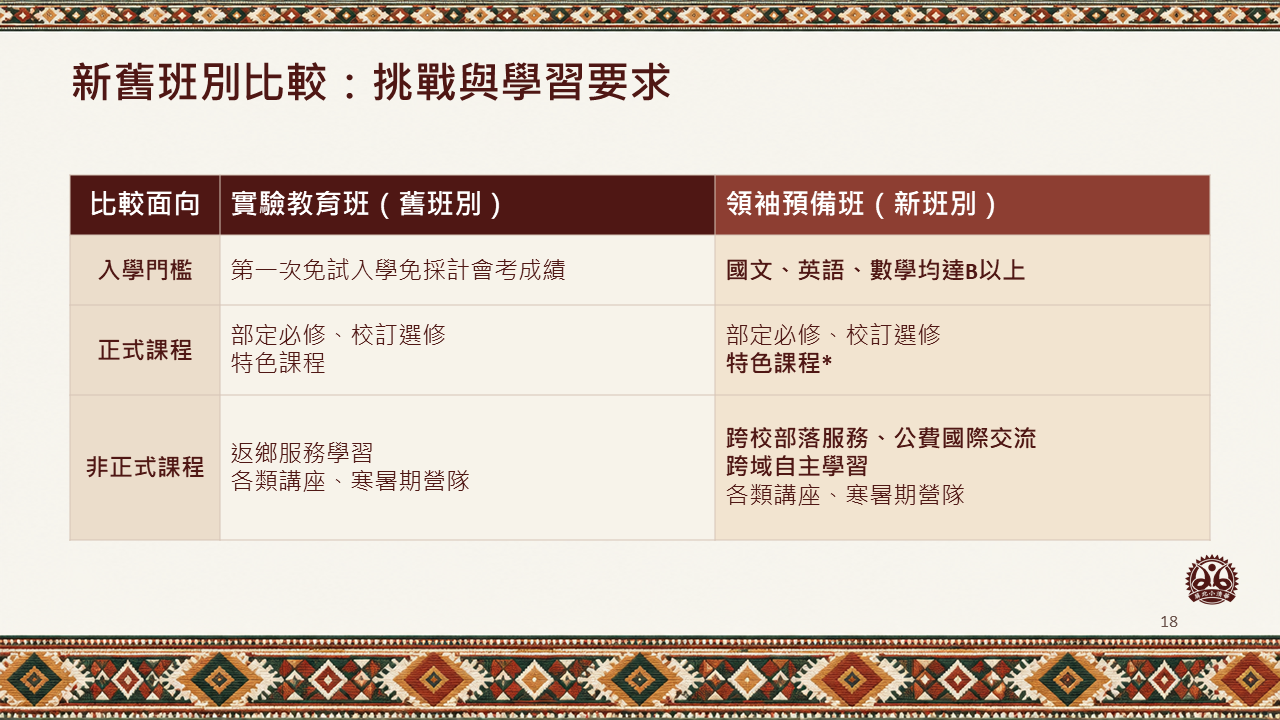 新舊班別比較：挑戰與學習要求
比較面向
實驗教育班（舊班別）
領袖預備班（新班別）
入學門檻
第一次免試入學免採計會考成績
國文、英語、數學均達B以上
正式課程
部定必修、校訂選修
特色課程
部定必修、校訂選修
特色課程*
非正式課程
返鄉服務學習
各類講座、寒暑期營隊
跨校部落服務、公費國際交流
跨域自主學習
各類講座、寒暑期營隊
18